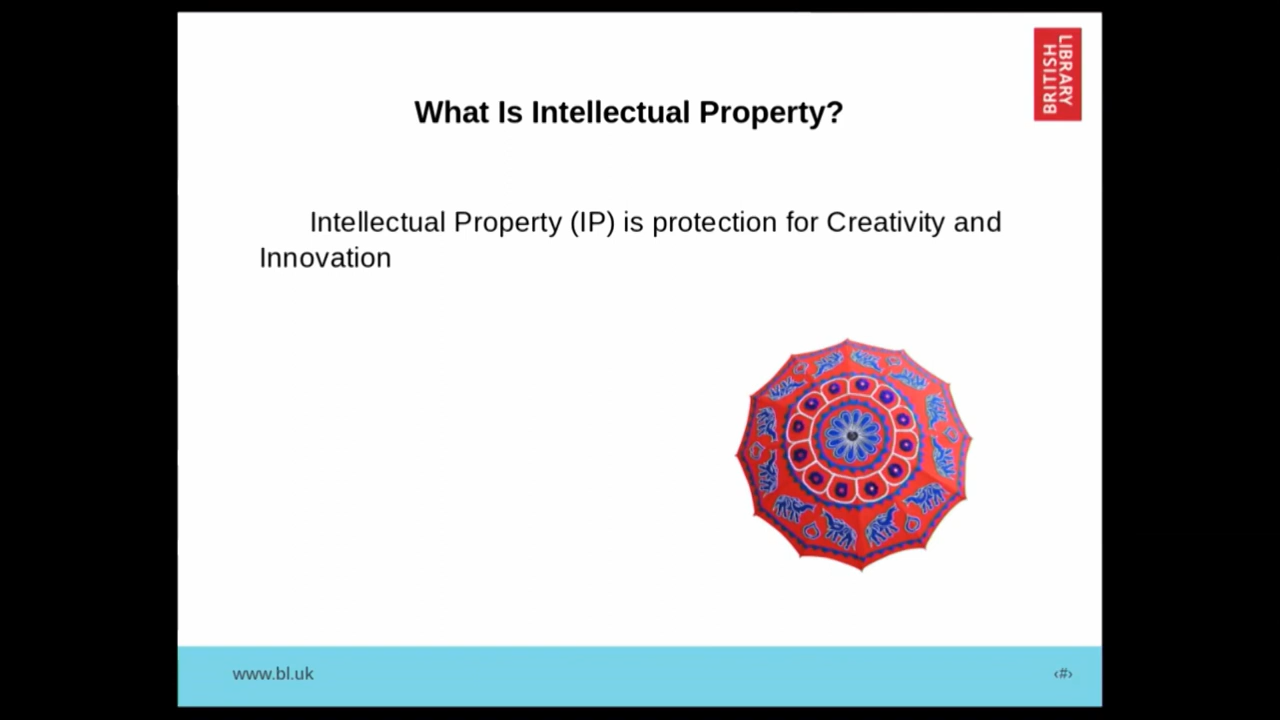 LIBRARY
BRITISH
What Is Intellectual Property?
Intellectual Property (IP) is protection for Creativity and
Innovation
www.bl.uk
‹#›